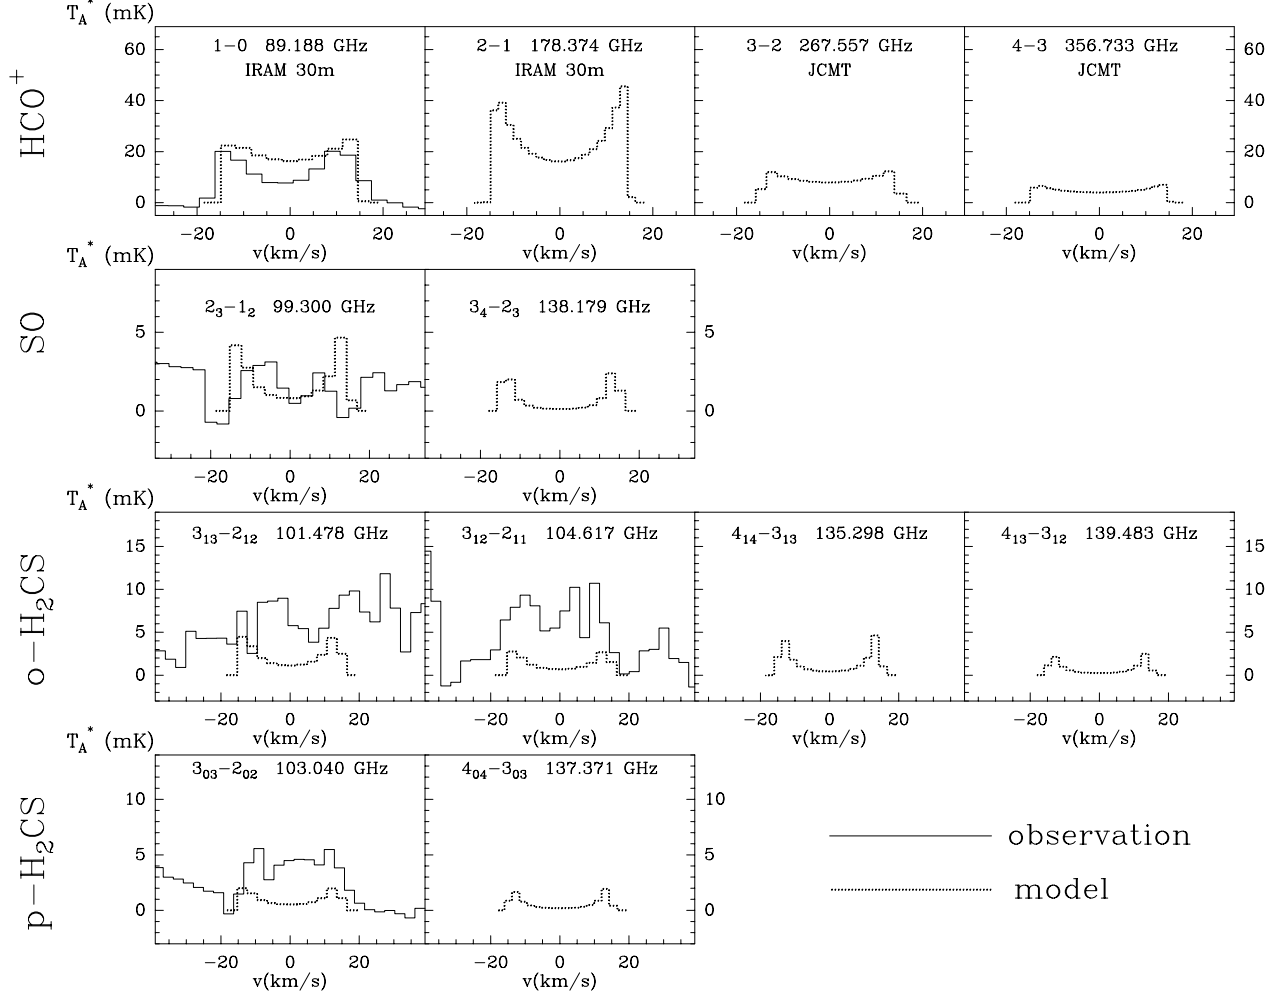 T_A^* (mK)
HCO^+
1−0 89.188 GHz
IRAM 30m
2−1 178.374 GHz
IRAM 30m
3−2 267.557 GHz
JCMT
4−3 356.733 GHz
JCMT
60
40
20
0
60
40
20
0
−20 0 20
−20 0 20
−20 0 20
−20 0 20
v(km/s)
v(km/s)
v(km/s)
v(km/s)
T_A^* (mK)
SO
2_3−1_2 99.300 GHz
3_4−2_3 138.179 GHz
5
0
5
0
−20 0 20
−20 0 20
v(km/s)
v(km/s)
T_A^* (mK)
o−H_2CS
3_13−2_12 101.478 GHz
3_12−2_11 104.617 GHz
4_14−3_13 135.298 GHz
4_13−3_12 139.483 GHz
15
10
5
0
15
10
5
0
−20 0 20
−20 0 20
−20 0 20
−20 0 20
v(km/s)
v(km/s)
v(km/s)
v(km/s)
T_A^* (mK)
p−H_2CS
3_03−2_02 103.040 GHz
4_04−3_03 137.371 GHz
10
5
0
10
5
0
−20 0 20
−20 0 20
v(km/s)
v(km/s)
observation
model